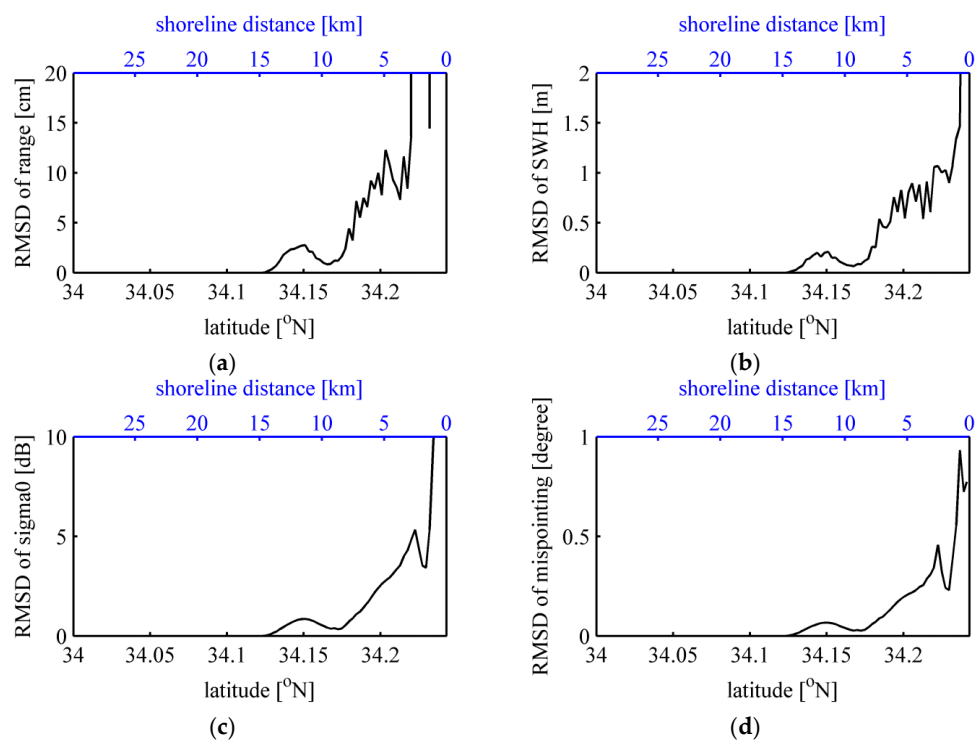 shoreline distance [km]
25 20 15 10 5 0
RMSD of range [cm]
20
15
10
5
0
34 34.05 34.1 34.15 34.2
latitude [°N]
(a)
shoreline distance [km]
25 20 15 10 5 0
RMSD of SWH [m]
2
1.5
1
0.5
0
34 34.05 34.1 34.15 34.2
latitude [°N]
(b)
shoreline distance [km]
25 20 15 10 5 0
RMSD of sigma0 [dB]
10
5
0
34 34.05 34.1 34.15 34.2
latitude [°N]
(c)
shoreline distance [km]
25 20 15 10 5 0
RMSD of mispointing [degree]
1
0.5
0
34 34.05 34.1 34.15 34.2
latitude [°N]
(d)